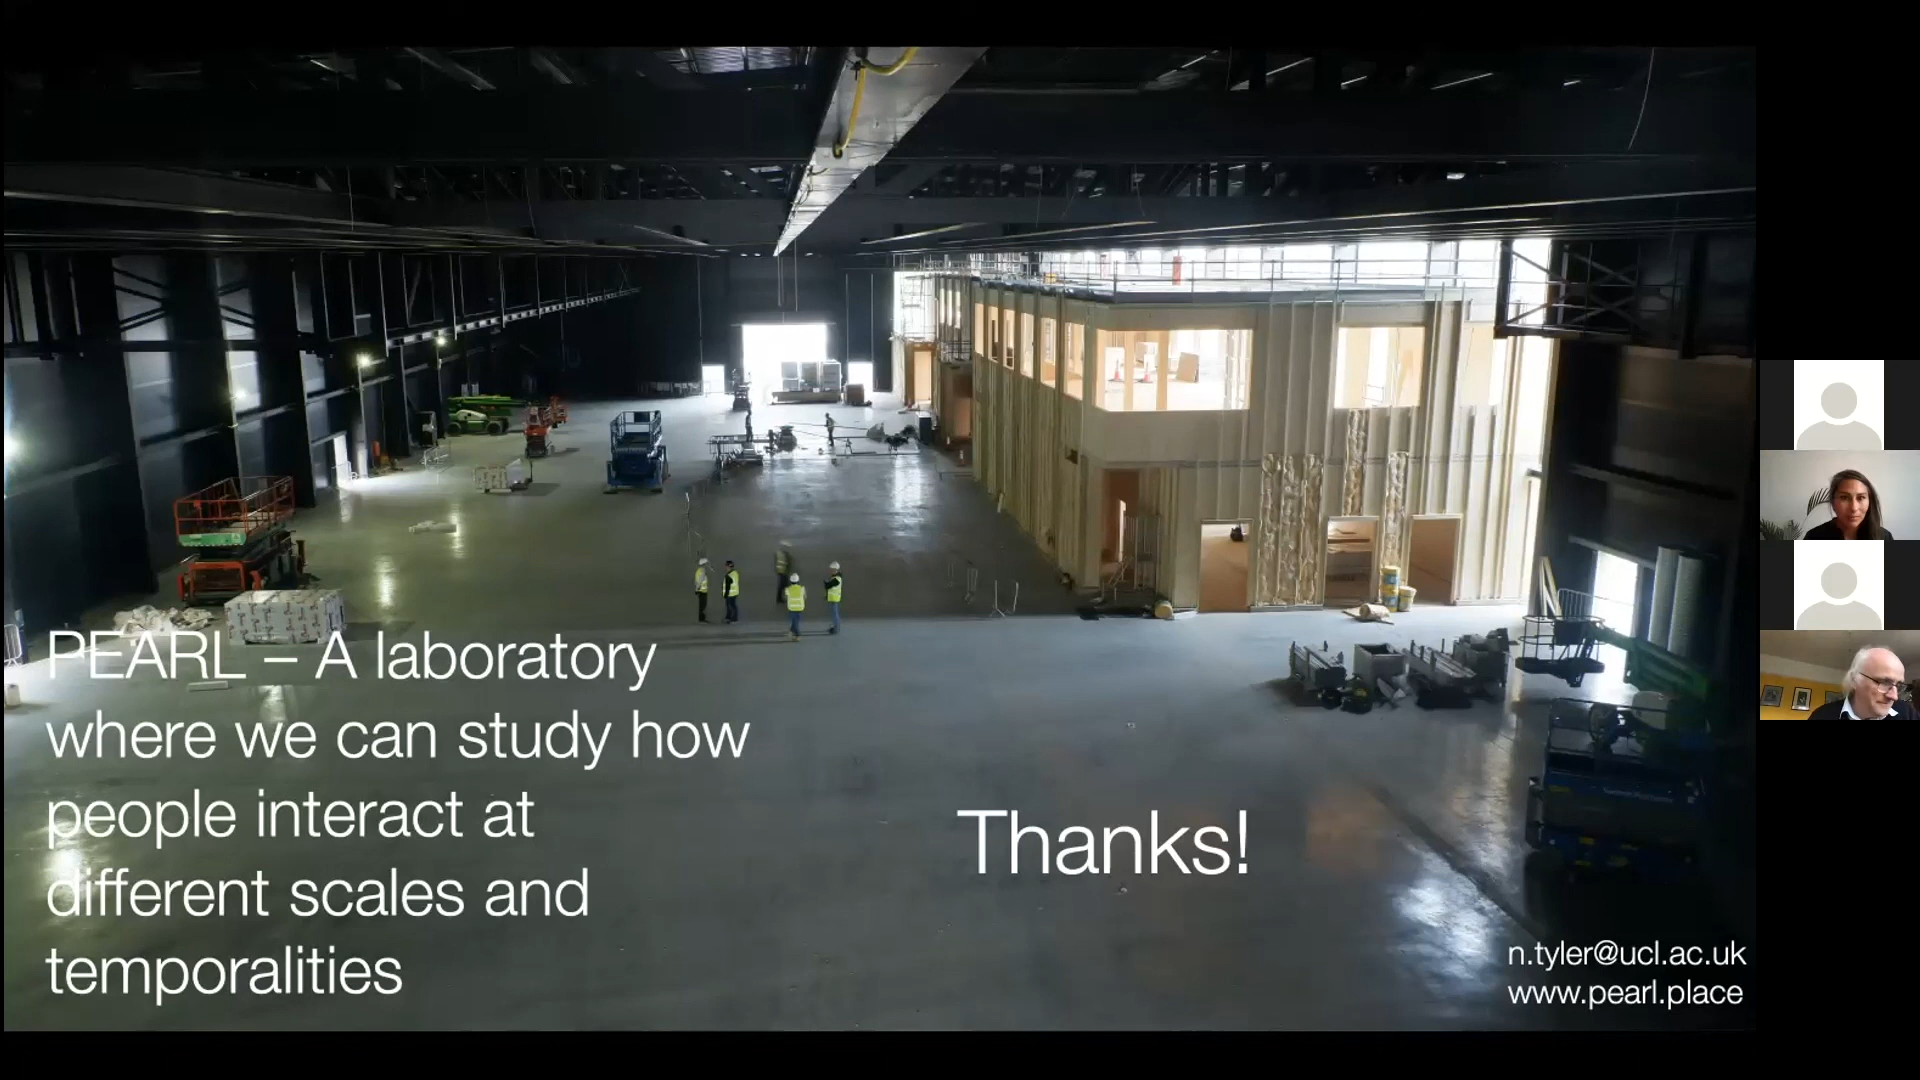 PEARL – A laboratory
where we can study how
people interact at
different scales and
temporalities
Thanks!
n.tyler@ucl.ac.uk
www.pearl.place